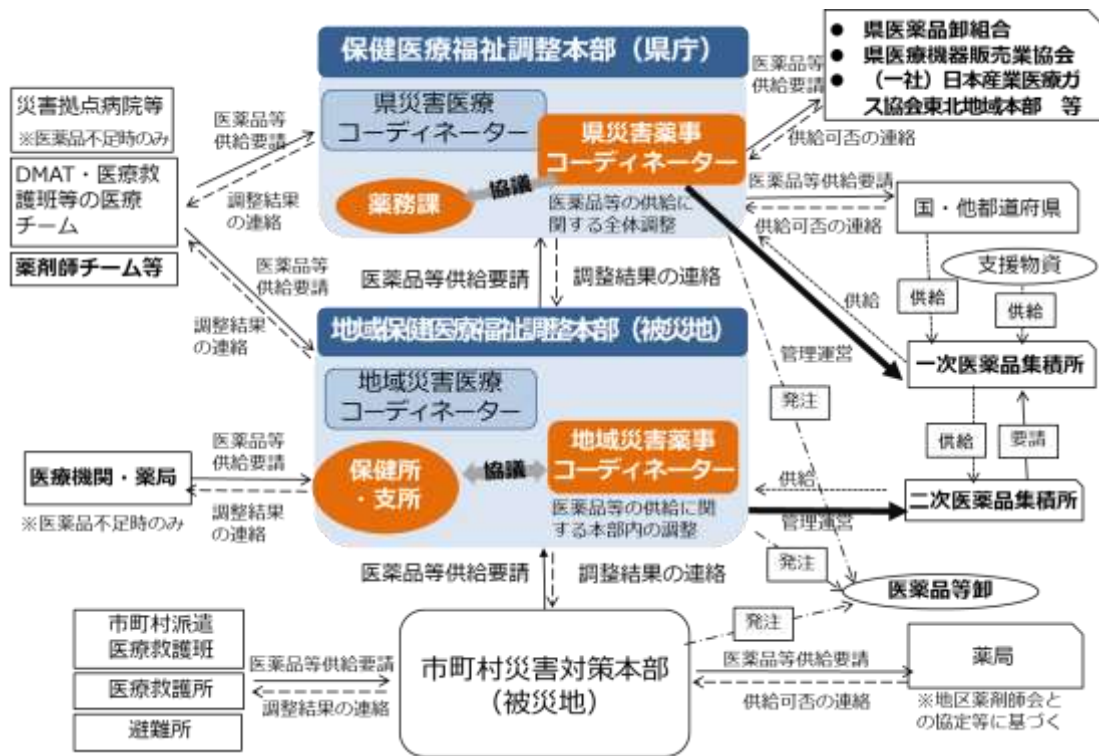 保健医療福祉調整本部（県庁）
県災害医療
コーディネーター
県災害薬事
コーディネーター
協議
薬務課
医薬品等の供給に
関する全体調整
医薬品等
供給要請
● 県医薬品卸組合
● 県医療機器販売業協会
● （一社）日本産業医療ガ
ス協会東北地域本部　等
供給可否の連絡
災害拠点病院等
※医薬品不足時のみ
DMAT・医療救
護班等の医療
チーム
薬剤師チーム等
医薬品等
供給要請
調整結果
の連絡
医薬品等
供給要請
調整結果
の連絡
医薬品等供給要請
供給可否の連絡
国・他都道府県
支援物資
供給
供給
供給
一次医薬品集積所
医薬品等供給要請
調整結果の連絡
管理運営
発注
供給
要請
地域保健医療福祉調整本部（被災地）
地域災害医療
コーディネーター
地域災害薬事
コーディネーター
保健所
・支所
協議
医薬品等の供給に関
する本部内の調整
医療機関・薬局
※医薬品不足時のみ
医薬品等
供給要請
調整結果
の連絡
供給
二次医薬品集積所
管理運営
発注
医薬品等卸
医薬品等供給要請
調整結果の連絡
発注
市町村派遣
医療救護班
医療救護所
避難所
医薬品等供給要請
調整結果の連絡
市町村災害対策本部
（被災地）
医薬品等供給要請
供給可否の連絡
薬局
※地区薬剤師会と
の協定等に基づく